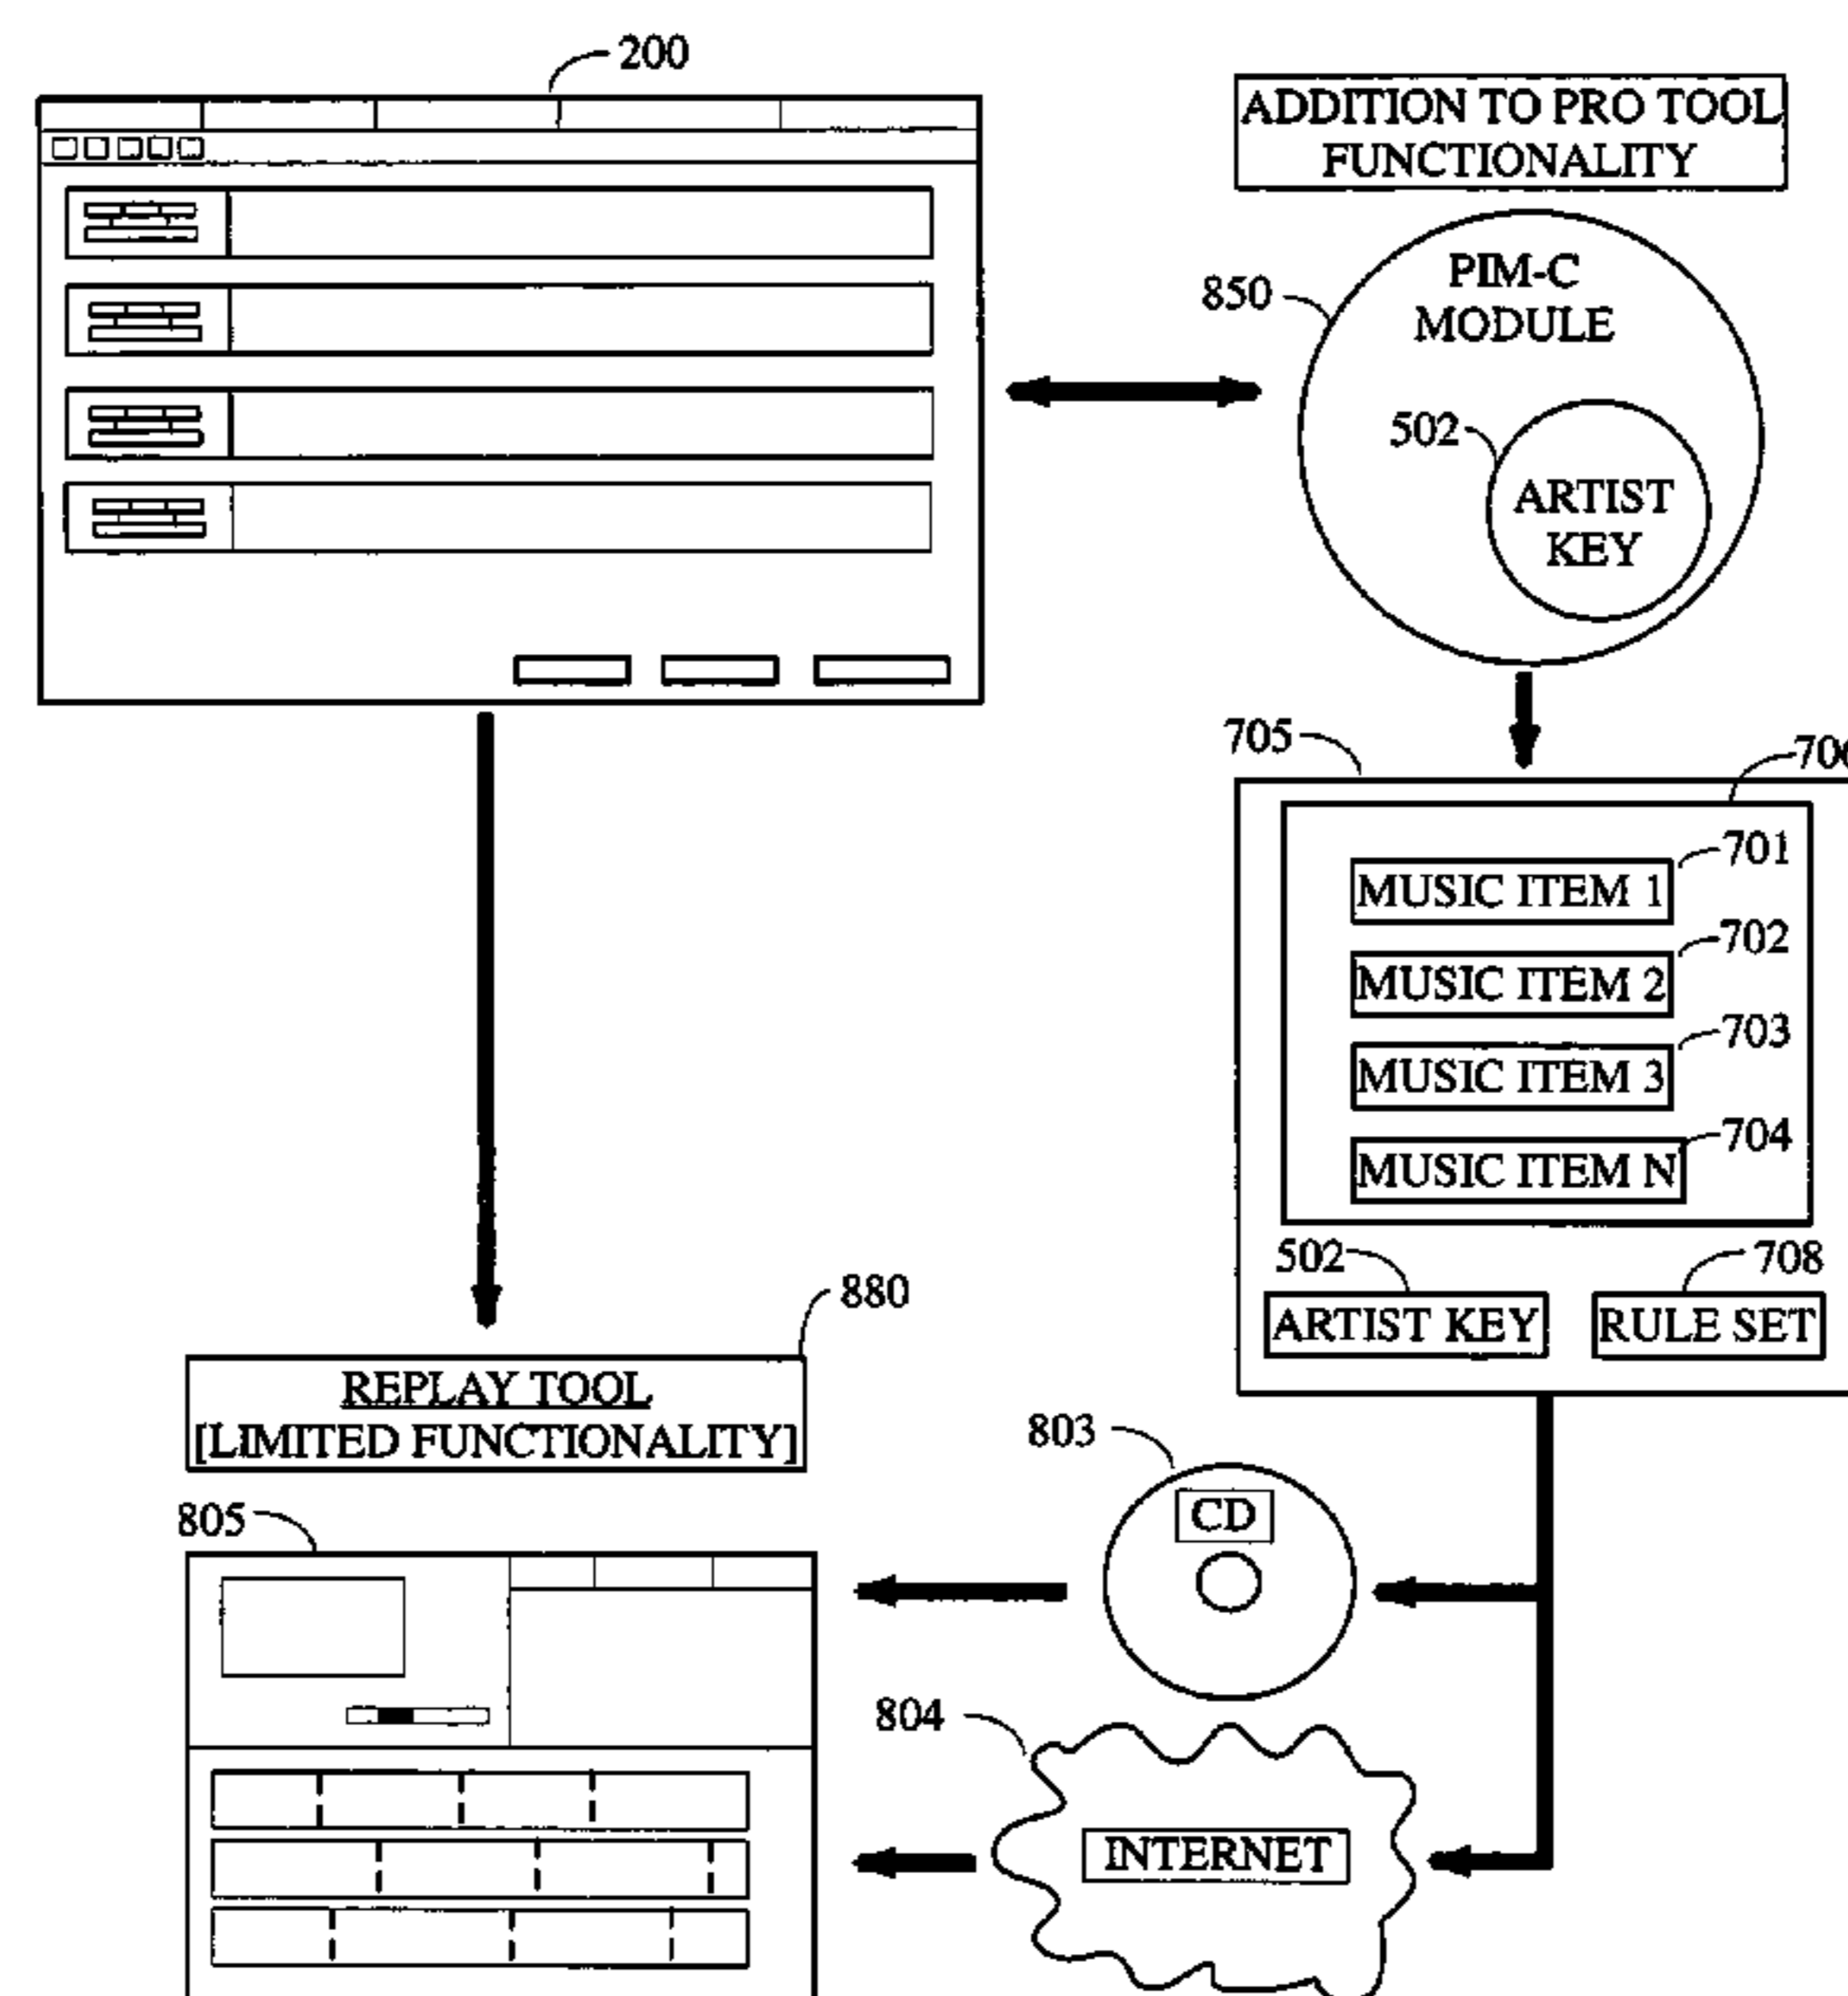 200
ADDITION TO PRO TOOL
FUNCTIONALITY
850
PIM-C
MODULE
502
ARTIST
KEY
705
701
MUSIC ITEM 1
702
MUSIC ITEM 2
703
MUSIC ITEM 3
704
MUSIC ITEM N
502
708
ARTIST KEY
RULE SET
880
REPLAY TOOL
[LIMITED FUNCTIONALITY]
803
CD
805
804
INTERNET